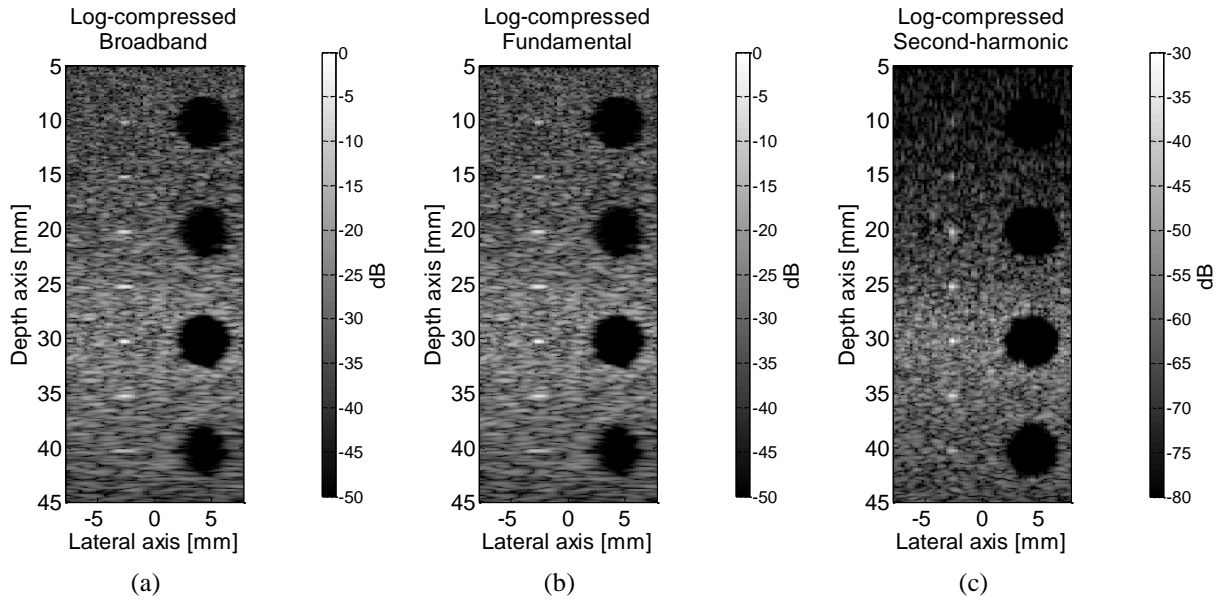 Log-compressed
Broadband
5
10
15
20
25
30
35
40
45
Depth axis [mm]
-5 0 5
Lateral axis [mm]
0
-5
-10
-15
-20
-25
-30
-35
-40
-45
-50
dB
(a)
Log-compressed
Fundamental
5
10
15
20
25
30
35
40
45
Depth axis [mm]
-5 0 5
Lateral axis [mm]
0
-5
-10
-15
-20
-25
-30
-35
-40
-45
-50
dB
(b)
Log-compressed
Second-harmonic
5
10
15
20
25
30
35
40
45
Depth axis [mm]
-5 0 5
Lateral axis [mm]
-30
-35
-40
-45
-50
-55
-60
-65
-70
-75
-80
dB
(c)